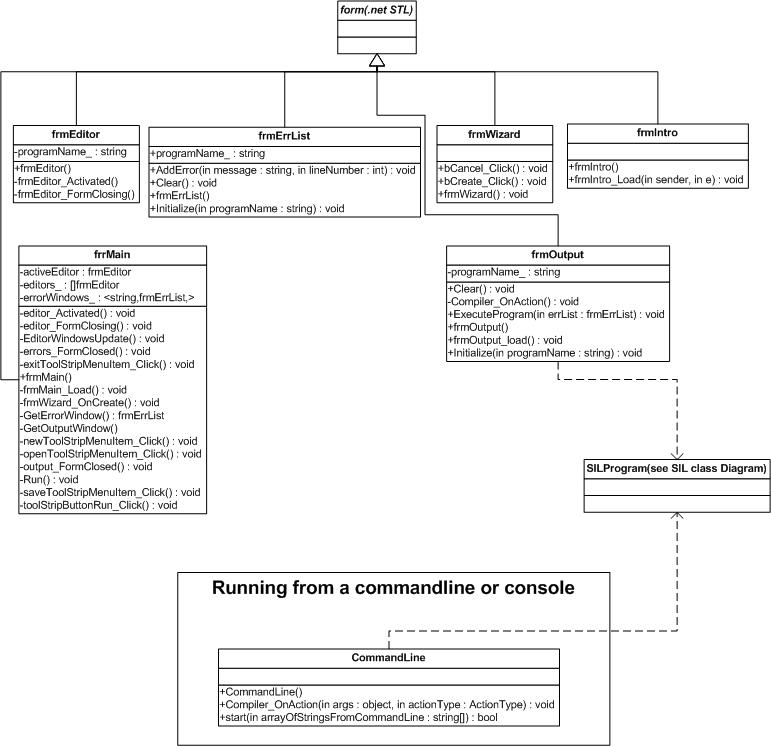 form(.net STL)
frmEditor
-programName_ : string
+frmEditor()
-frmEditor_Activated()
-frmEditor_FormClosing()
frmErrList
+programName_ : string
+AddError(in message : string, in lineNumber : int) : void
+Clear() : void
+frmErrList()
+Initialize(in programName : string) : void
frmWizard
+bCancel_Click() : void
+bCreate_Click() : void
+frmWizard() : void
frmIntro
+frmIntro()
+frmIntro_Load(in sender, in e) : void
frrMain
-activeEditor : frmEditor
-editors_ : []frmEditor
-errorWindows_ : <string,frmErrList,>
-editor_Activated() : void
-editor_FormClosing() : void
-EditorWindowsUpdate() : void
-errors_FormClosed() : void
-exitToolStripMenuItem_Click() : void
+frmMain()
-frmMain_Load() : void
-frmWizard_OnCreate() : void
-GetErrorWindow() : frmErrList
-GetOutputWindow()
-newToolStripMenuItem_Click() : void
-openToolStripMenuItem_Click() : void
-output_FormClosed() : void
-Run() : void
-saveToolStripMenuItem_Click() : void
-toolStripButtonRun_Click() : void
frmOutput
-programName_ : string
+Clear() : void
-Compiler_OnAction() : void
+ExecuteProgram(in errList : frmErrList) : void
+frmOutput()
+frmOutput_load() : void
+Initialize(in programName : string) : void
SILProgram(see SIL class Diagram)
Running from a commandline or console
CommandLine
+CommandLine()
+Compiler_OnAction(in args : object, in actionType : ActionType) : void
+start(in arrayOfStringsFromCommandLine : string[]) : bool